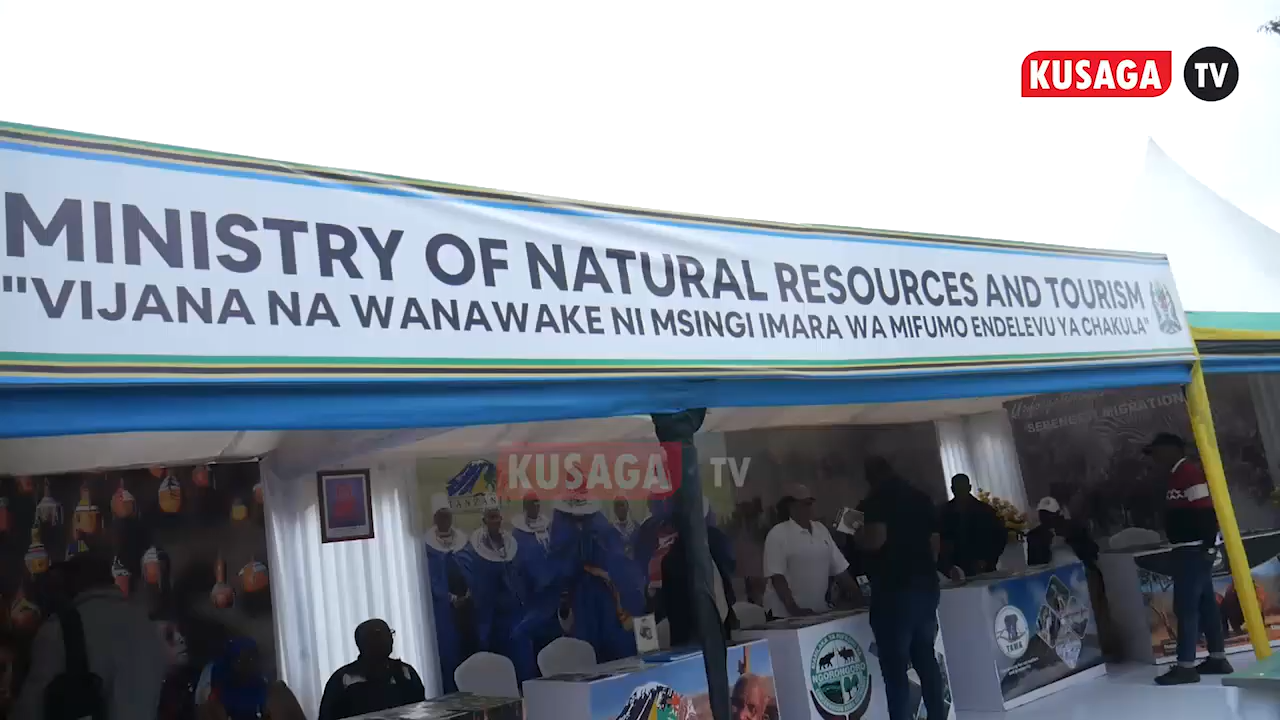 KUSAGA TV
MINISTRY OF NATURAL RESOURCES AND TOURISM
"VIJANA NA WANAWAKE NI MSINGI IMARA WA MIFUMO ENDELEVU YA CHAKULA"
SERENGETI MIGRATION
KUSAGA TV
NGORONGORO
TAWA